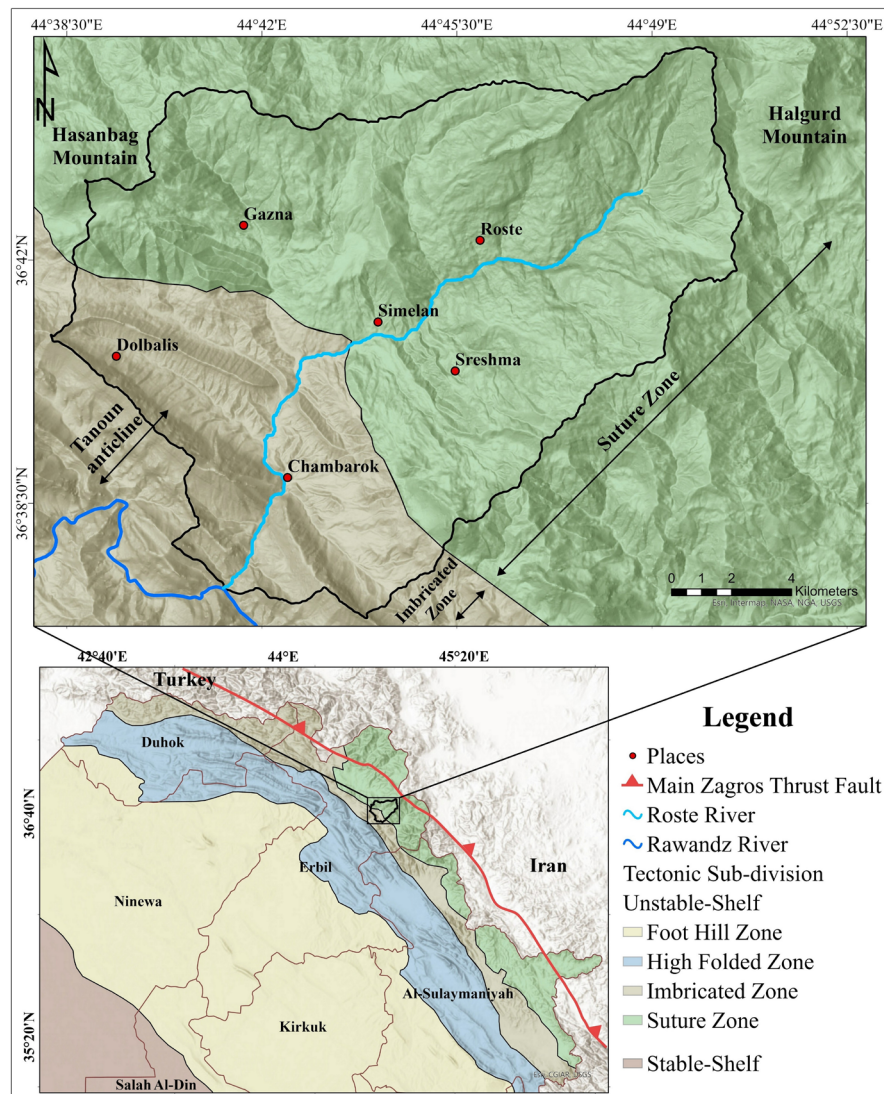 44°38'30"E 44°42'E 44°45'30"E 44°49'E 44°52'30"E
N
Hasanbag
Mountain
Halgurd
Mountain
Gazna
Roste
36°42'N
Simelan
Dolbalis
Sreshma
Suture Zone
Tanoun
anticline
Chambarok
36°38'30"N
Imbricated
Zone
0 1 2 4
Kilometers
Esri, Intermap, NASA, NGA, USGS
42°40'E 44°E 45°20'E
Turkey
Duhok
36°40'N
Iran
Erbil
Ninewa
Al-Sulaymaniyah
Kirkuk
35°20'N
Salah Al-Din
Legend
Places
Main Zagros Thrust Fault
Roste River
Rawandz River
Tectonic Sub-division
Unstable-Shelf
Foot Hill Zone
High Folded Zone
Imbricated Zone
Suture Zone
Stable-Shelf